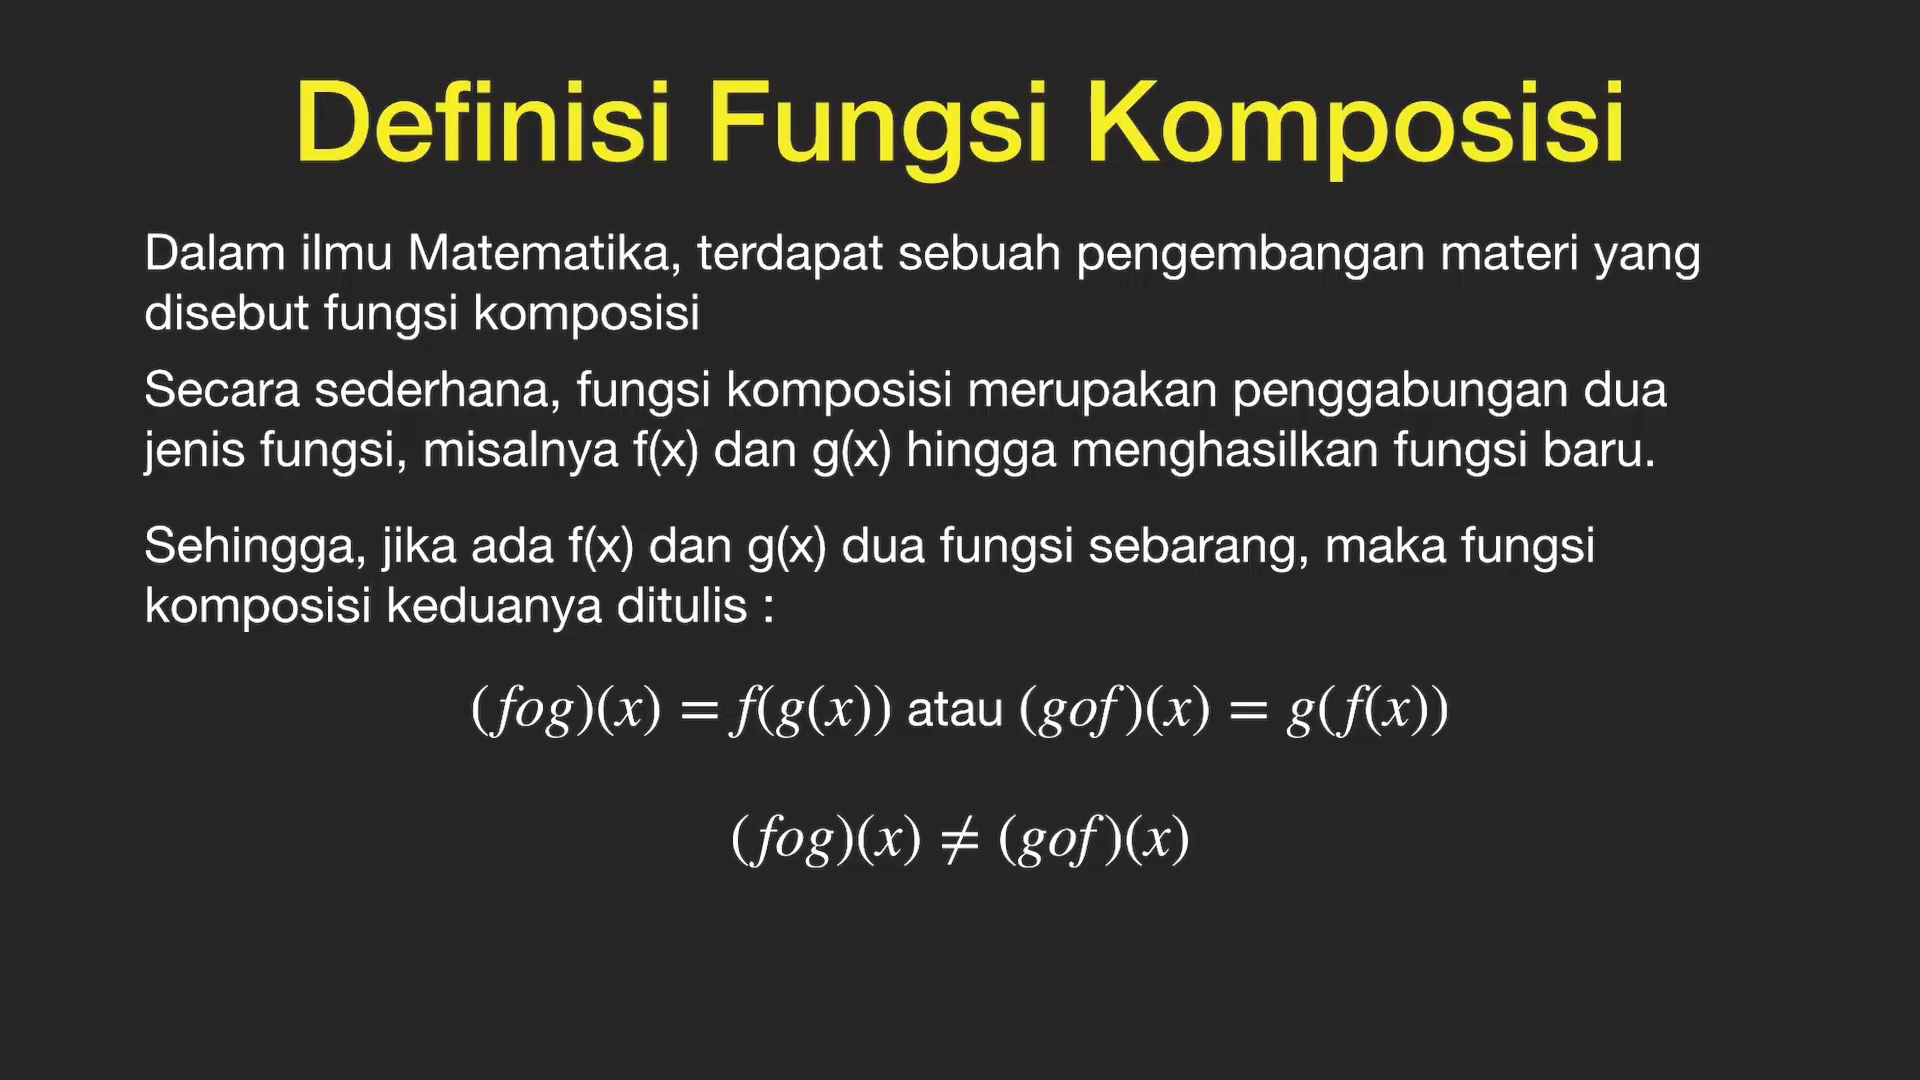 Definisi Fungsi Komposisi
Dalam ilmu Matematika, terdapat sebuah pengembangan materi yang
disebut fungsi komposisi
Secara sederhana, fungsi komposisi merupakan penggabungan dua
jenis fungsi, misalnya f(x) dan g(x) hingga menghasilkan fungsi baru.
Sehingga, jika ada f(x) dan g(x) dua fungsi sebarang, maka fungsi
komposisi keduanya ditulis :
(fog)(x) = f(g(x)) atau (gof)(x) = g(f(x))
(fog)(x) ≠ (gof)(x)